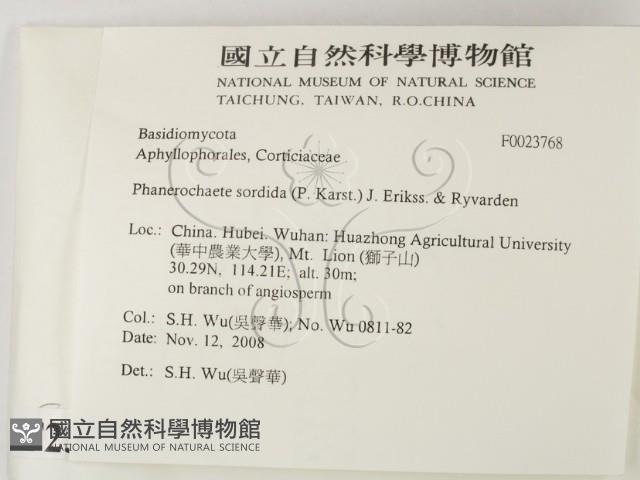 國立自然科學博物館
NATIONAL MUSEUM OF NATURAL SCIENCE
TAICHUNG, TAIWAN, R.O.CHINA
Basidiomycota
F0023768
Aphyllophorales, Corticiaceae
Phanerochaete sordida (P. Karst.) J. Erikss. & Ryvarden
Loc.: China. Hubei. Wuhan: Huazhong Agricultural University
(華中農業大學), Mt. Lion (獅子山)
30.29N, 114.21E; alt. 30m;
on branch of angiosperm
Col.: S.H. Wu(吳聲華); No. Wu 0811-82
Date: Nov. 12, 2008
Det.: S.H. Wu(吳聲華)
2.
國立自然科學博物館
NATIONAL MUSEUM OF NATURAL SCIENCE